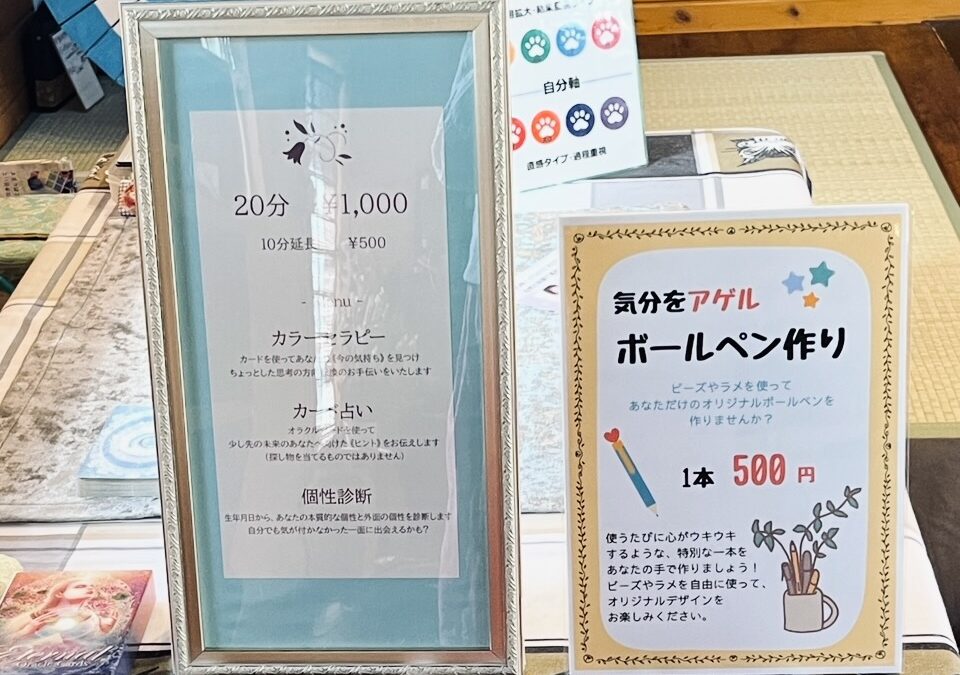 20分 ¥1,000
10分延長 ¥500
カラーセラピー
カードを使ってあなたの《今の気持ち》を見つけ
ちょっとした思考の方向転換のお手伝いをいたします
カード占い
オラクルカードを使って
少し先の未来のあなたへ向けた《ヒント》をお伝えします
(探し物を当てるものではありません)
個性診断
生年月日から、あなたの本質的な個性と外面の個性を診断します
自分でも気が付かなかった一面に出会えるかも?
自分軸
直感タイプ・過程重視
気分をアゲル
ボールペン作り
ビーズやラメを使って
あなただけのオリジナルボールペンを
作りませんか?
1本 500 円
使うたびに心がウキウキ
するような、特別な一本を
あなたの手で作りましょう!
ビーズやラメを自由に使って、
オリジナルデザインを
お楽しみください。
Oracle Cards